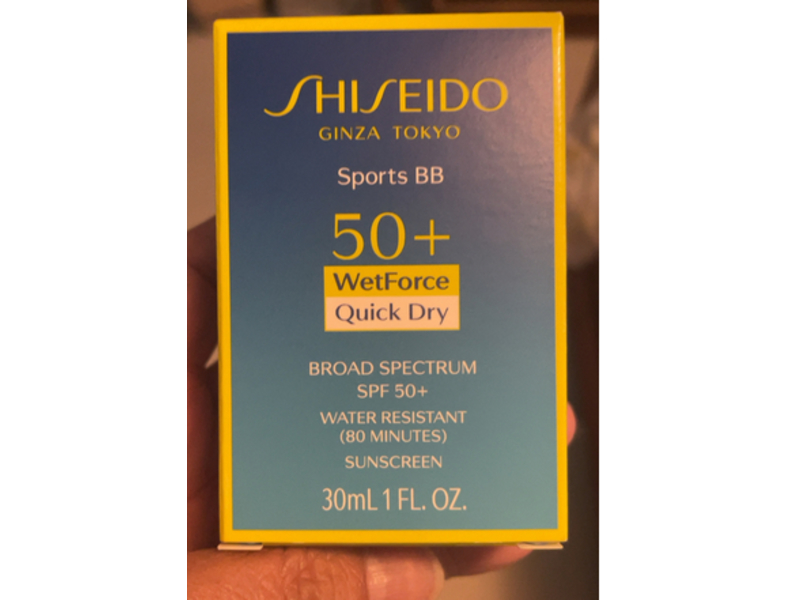 SHISEIDO
GINZA TOKYO
Sports BB
50+
WetForce
Quick Dry
BROAD SPECTRUM
SPF 50+
WATER RESISTANT
(80 MINUTES)
SUNSCREEN
30mL 1 FL. OZ.